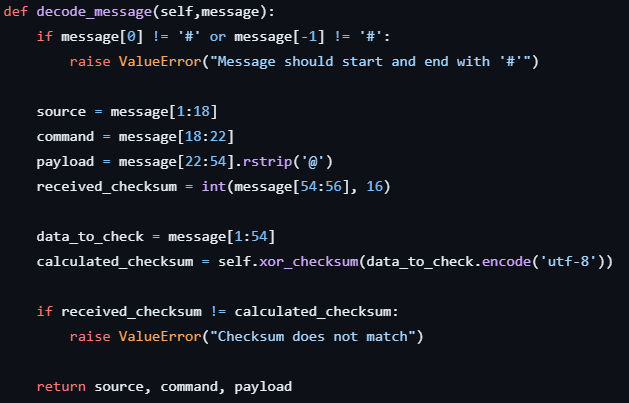 def decode_message(self,message):
    if message[0] != '#' or message[-1] != '#':
        raise ValueError("Message should start and end with '#'")

    source = message[1:18]
    command = message[18:22]
    payload = message[22:54].rstrip('@')
    received_checksum = int(message[54:56], 16)

    data_to_check = message[1:54]
    calculated_checksum = self.xor_checksum(data_to_check.encode('utf-8'))

    if received_checksum != calculated_checksum:
        raise ValueError("Checksum does not match")

    return source, command, payload